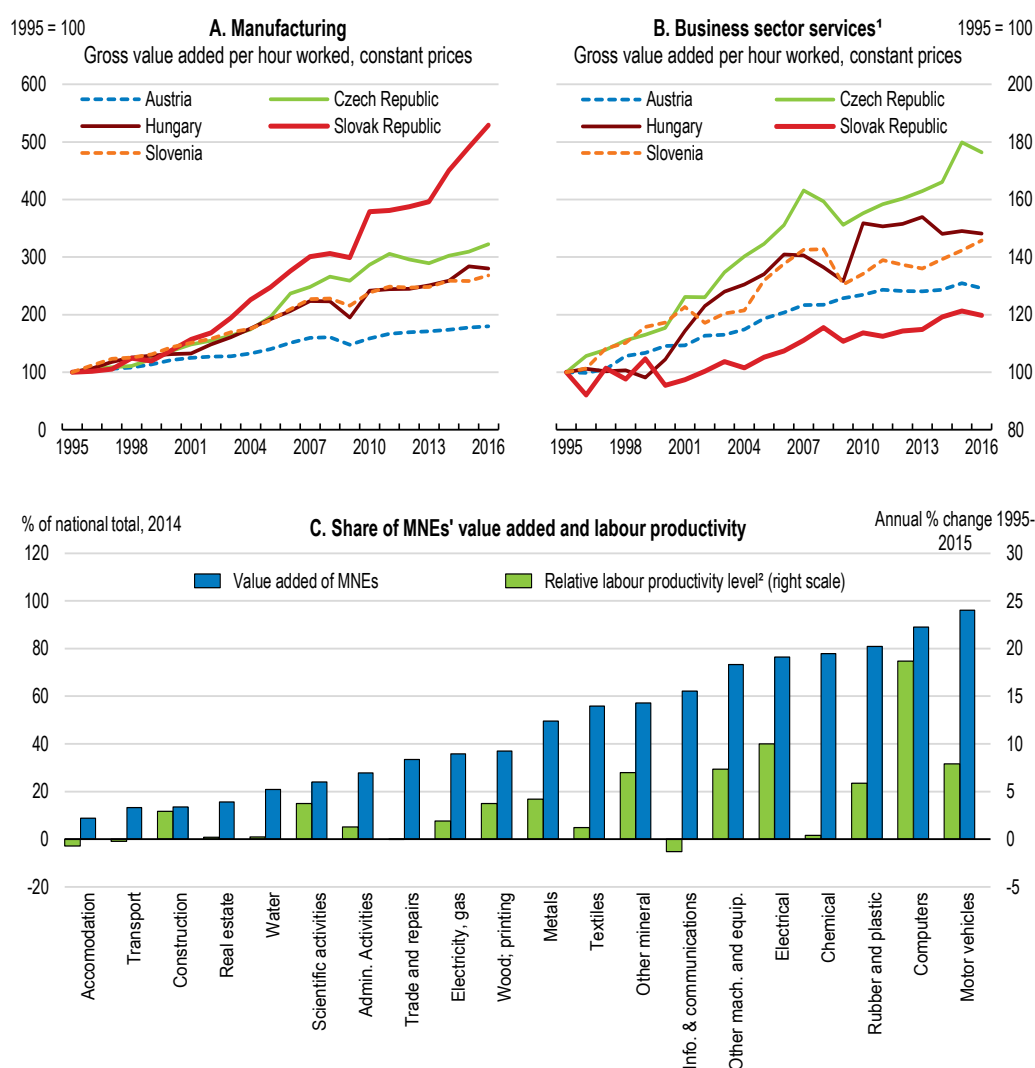 1995 = 100
A. Manufacturing
Gross value added per hour worked, constant prices
600
500
400
300
200
100
0
Austria
Czech Republic
Hungary
Slovak Republic
Slovenia
1995 1998 2001 2004 2007 2010 2013 2016
B. Business sector services¹
1995 = 100
Gross value added per hour worked, constant prices
200
180
160
140
120
100
80
Austria
Czech Republic
Hungary
Slovak Republic
Slovenia
1995 1998 2001 2004 2007 2010 2013 2016
% of national total, 2014
C. Share of MNEs' value added and labour productivity
Annual % change 1995-
2015
120
100
80
60
40
20
0
-20
30
25
20
15
10
5
0
-5
Value added of MNEs
Relative labour productivity level² (right scale)
Accomodation
Transport
Construction
Real estate
Water
Scientific activities
Admin. Activities
Trade and repairs
Electricity, gas
Wood; printing
Metals
Textiles
Other mineral
Info. & communications
Other mach. and equip.
Electrical
Chemical
Rubber and plastic
Computers
Motor vehicles